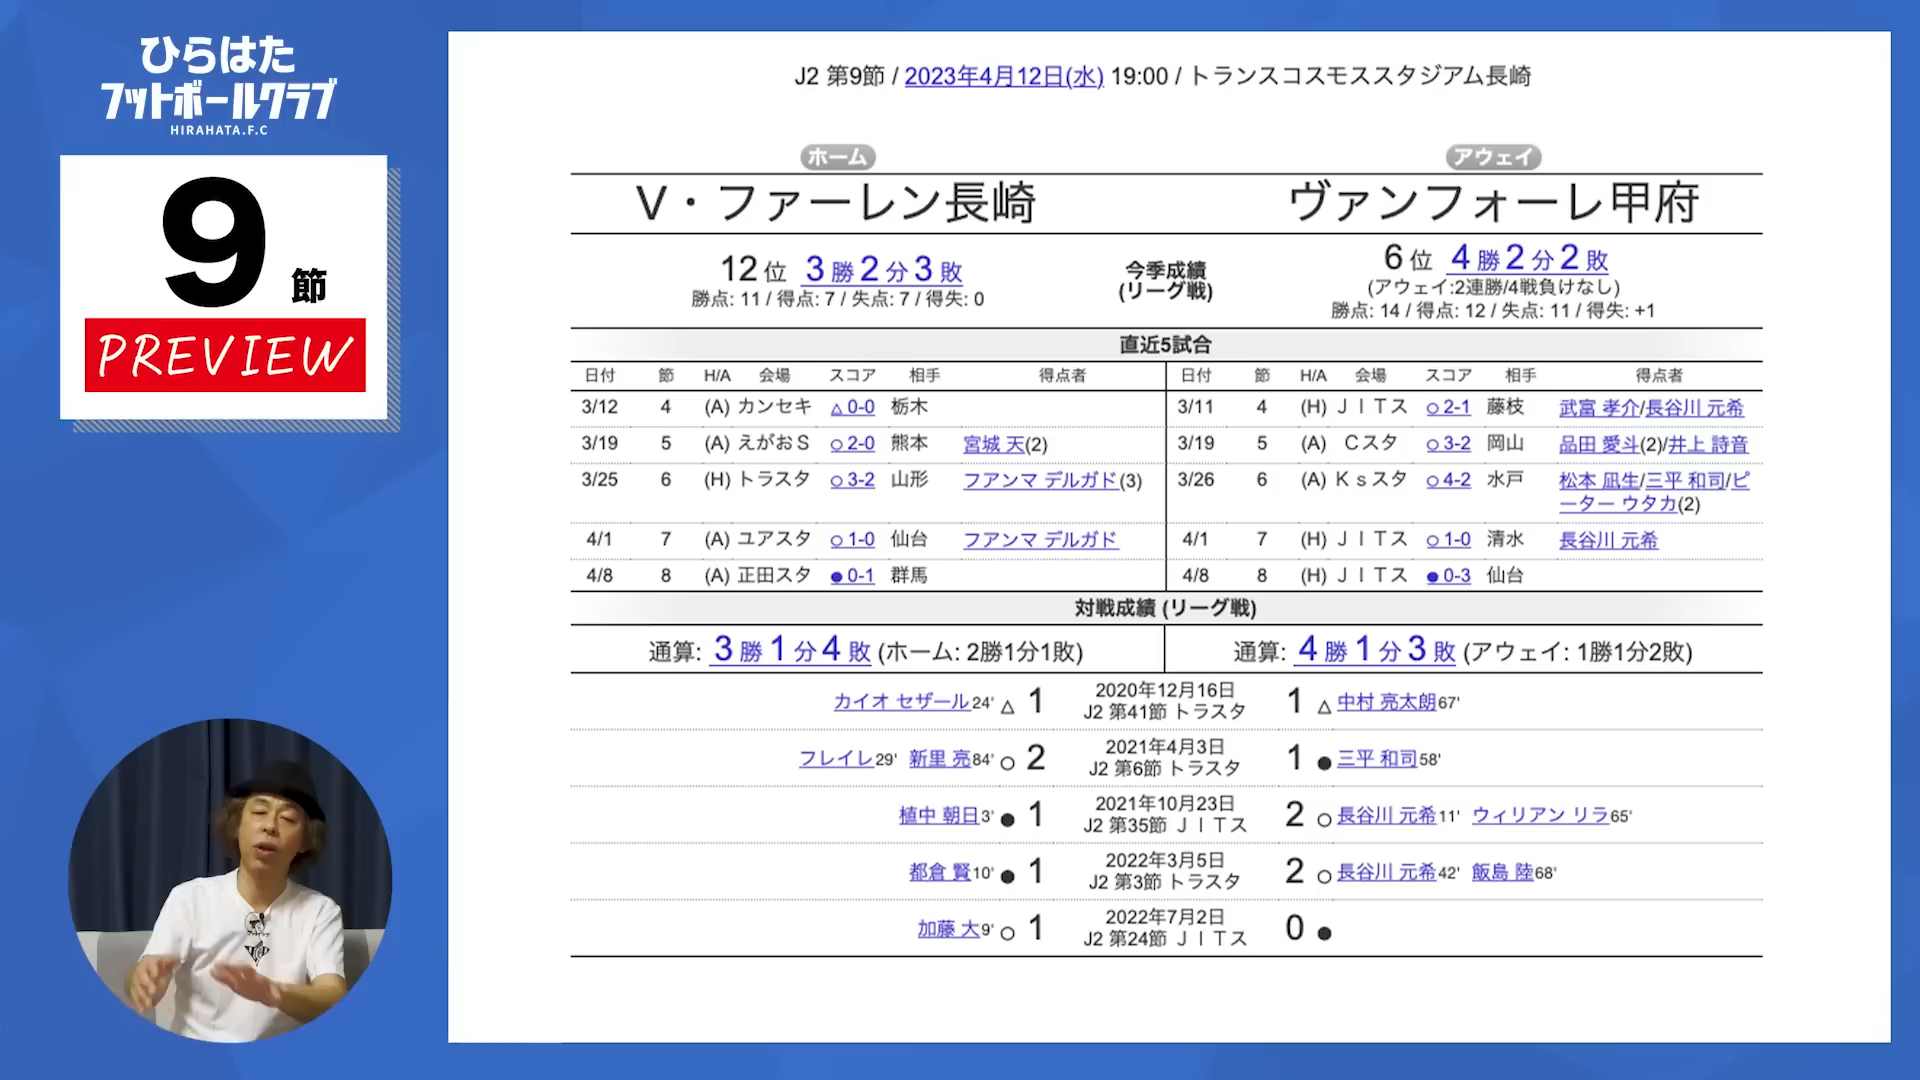 ひらはた
フットボールクラブ
HIRAHATA.F.C
9節
PREVIEW
J2 第9節 / 2023年4月12日(水) 19:00 / トランスコスモススタジアム長崎
ホーム アウェイ
V・ファーレン長崎 ヴァンフォーレ甲府
12位 3勝2分3敗
勝点: 11 / 得点: 7 / 失点: 7 / 得失: 0
今季成績
(リーグ戦)
6位 4勝2分2敗
(アウェイ:2連勝/4戦負けなし)
勝点: 14 / 得点: 12 / 失点: 11 / 得失: +1
直近5試合
日付 節 H/A 会場 スコア 相手 得点者 日付 節 H/A 会場 スコア 相手 得点者
3/12 4 (A) カンセキ △0-0 栃木 3/11 4 (H) ＪＩＴス ○2-1 藤枝 武富 孝介/長谷川 元希
3/19 5 (A) えがおＳ ○2-0 熊本 宮城 天(2) 3/19 5 (A) Ｃスタ ○3-2 岡山 品田 愛斗(2)/井上 詩音
3/25 6 (H) トラスタ ○3-2 山形 フアンマ デルガド(3) 3/26 6 (A) Ｋｓスタ ○4-2 水戸 松本 凪生/三平 和司/ピ
ーター ウタカ(2)
4/1 7 (A) ユアスタ ○1-0 仙台 フアンマ デルガド 4/1 7 (H) ＪＩＴス ○1-0 清水 長谷川 元希
4/8 8 (A) 正田スタ ●0-1 群馬 4/8 8 (H) ＪＩＴス ●0-3 仙台
対戦成績 (リーグ戦)
通算: 3勝1分4敗 (ホーム: 2勝1分1敗) 通算: 4勝1分3敗 (アウェイ: 1勝1分2敗)
カイオ セザール24' △ 1 2020年12月16日 1 △ 中村 亮太朗67'
J2 第41節 トラスタ
フレイレ29' 新里 亮84' ○ 2 2021年4月3日 1 ● 三平 和司58'
J2 第6節 トラスタ
植中 朝日3' ● 1 2021年10月23日 2 ○ 長谷川 元希11' ウィリアン リラ65'
J2 第35節 ＪＩＴス
都倉 賢10' ● 1 2022年3月5日 2 ○ 長谷川 元希42' 飯島 陸68'
J2 第3節 トラスタ
加藤 大9' ○ 1 2022年7月2日 0 ●
J2 第24節 ＪＩＴス